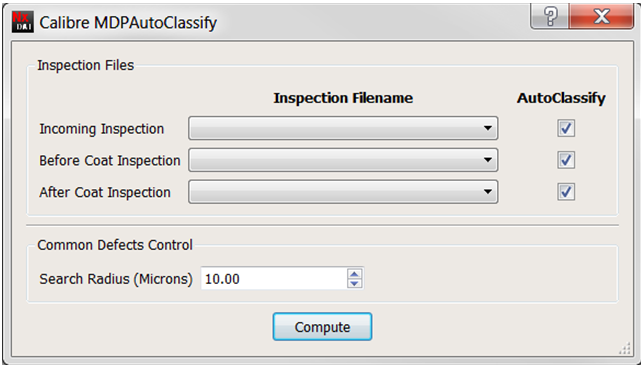 Calibre MDPAutoClassify
Inspection Files
Inspection Filename AutoClassify
Incoming Inspection
Before Coat Inspection
After Coat Inspection
Common Defects Control
Search Radius (Microns) 10.00
Compute